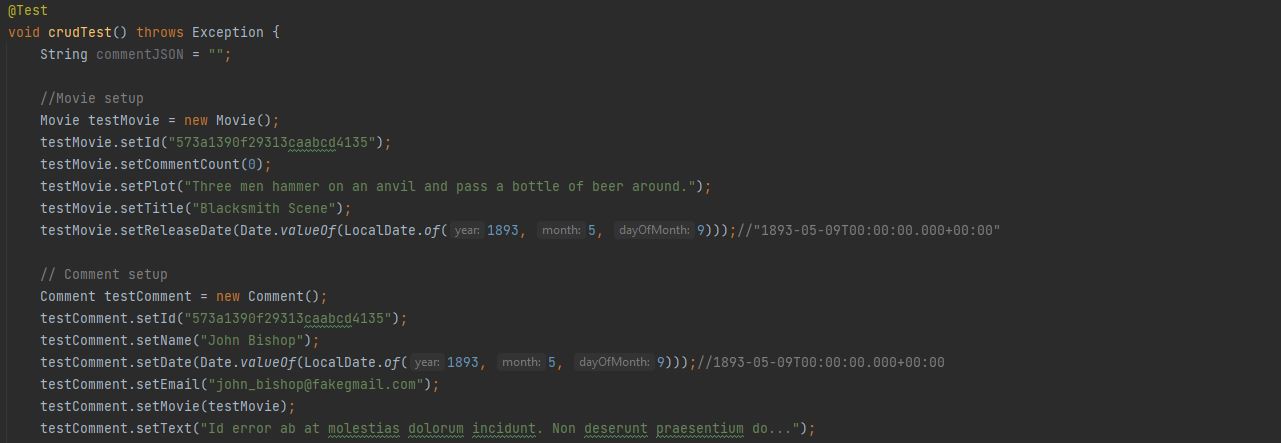 @Test
void crudTest() throws Exception {
    String commentJSON = "";

    //Movie setup
    Movie testMovie = new Movie();
    testMovie.setId("573a1390f29313caabcd4135");
    testMovie.setCommentCount(0);
    testMovie.setPlot("Three men hammer on an anvil and pass a bottle of beer around.");
    testMovie.setTitle("Blacksmith Scene");
    testMovie.setReleaseDate(Date.valueOf(LocalDate.of( year: 1893, month: 5, dayOfMonth: 9)));//"1893-05-09T00:00:00.000+00:00"

    // Comment setup
    Comment testComment = new Comment();
    testComment.setId("573a1390f29313caabcd4135");
    testComment.setName("John Bishop");
    testComment.setDate(Date.valueOf(LocalDate.of( year: 1893, month: 5, dayOfMonth: 9)));//1893-05-09T00:00:00.000+00:00
    testComment.setEmail("john_bishop@fakegmail.com");
    testComment.setMovie(testMovie);
    testComment.setText("Id error ab at molestias dolorum incidunt. Non deserunt praesentium do...");